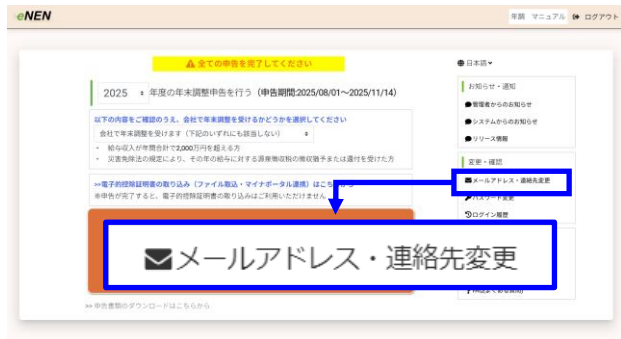 eNEN
年調 マニュアル ログアウト
全ての申告を完了してください
日本語
2025 年度の年末調整申告を行う（申告期間:2025/08/01～2025/11/14）
以下の内容をご確認のうえ、会社で年末調整を受けるかどうかを選択してください
会社で年末調整を受けます（下記のいずれにも該当しない）
・ 給与収入が年間合計で2,000万円を超える方
・ 災害免除法の規定により、その年の給与に対する源泉徴収税の徴収猶予または還付を受けた方
>>電子的控除証明書の取り込み（ファイル取込・マイナポータル連携）はこちらから
※申告が完了すると、電子的控除証明書の取り込みはご利用いただけません
お知らせ・通知
管理者からのお知らせ
システムからのお知らせ
リリース情報
変更・確認
メールアドレス・連絡先変更
パスワード変更
ログイン履歴
メールアドレス・連絡先変更
>> 申告書類のダウンロードはこちらから